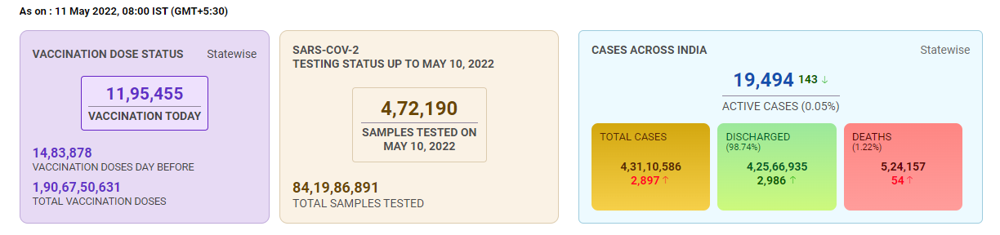 As on : 11 May 2022, 08:00 IST (GMT+5:30)
VACCINATION DOSE STATUS Statewise
11,95,455
VACCINATION TODAY
14,83,878
VACCINATION DOSES DAY BEFORE
1,90,67,50,631
TOTAL VACCINATION DOSES
SARS-COV-2
TESTING STATUS UP TO MAY 10, 2022
4,72,190
SAMPLES TESTED ON
MAY 10, 2022
84,19,86,891
TOTAL SAMPLES TESTED
CASES ACROSS INDIA Statewise
19,494 143 ↓
ACTIVE CASES (0.05%)
TOTAL CASES
4,31,10,586
2,897 ↑
DISCHARGED
(98.74%)
4,25,66,935
2,986 ↑
DEATHS
(1.22%)
5,24,157
54 ↑